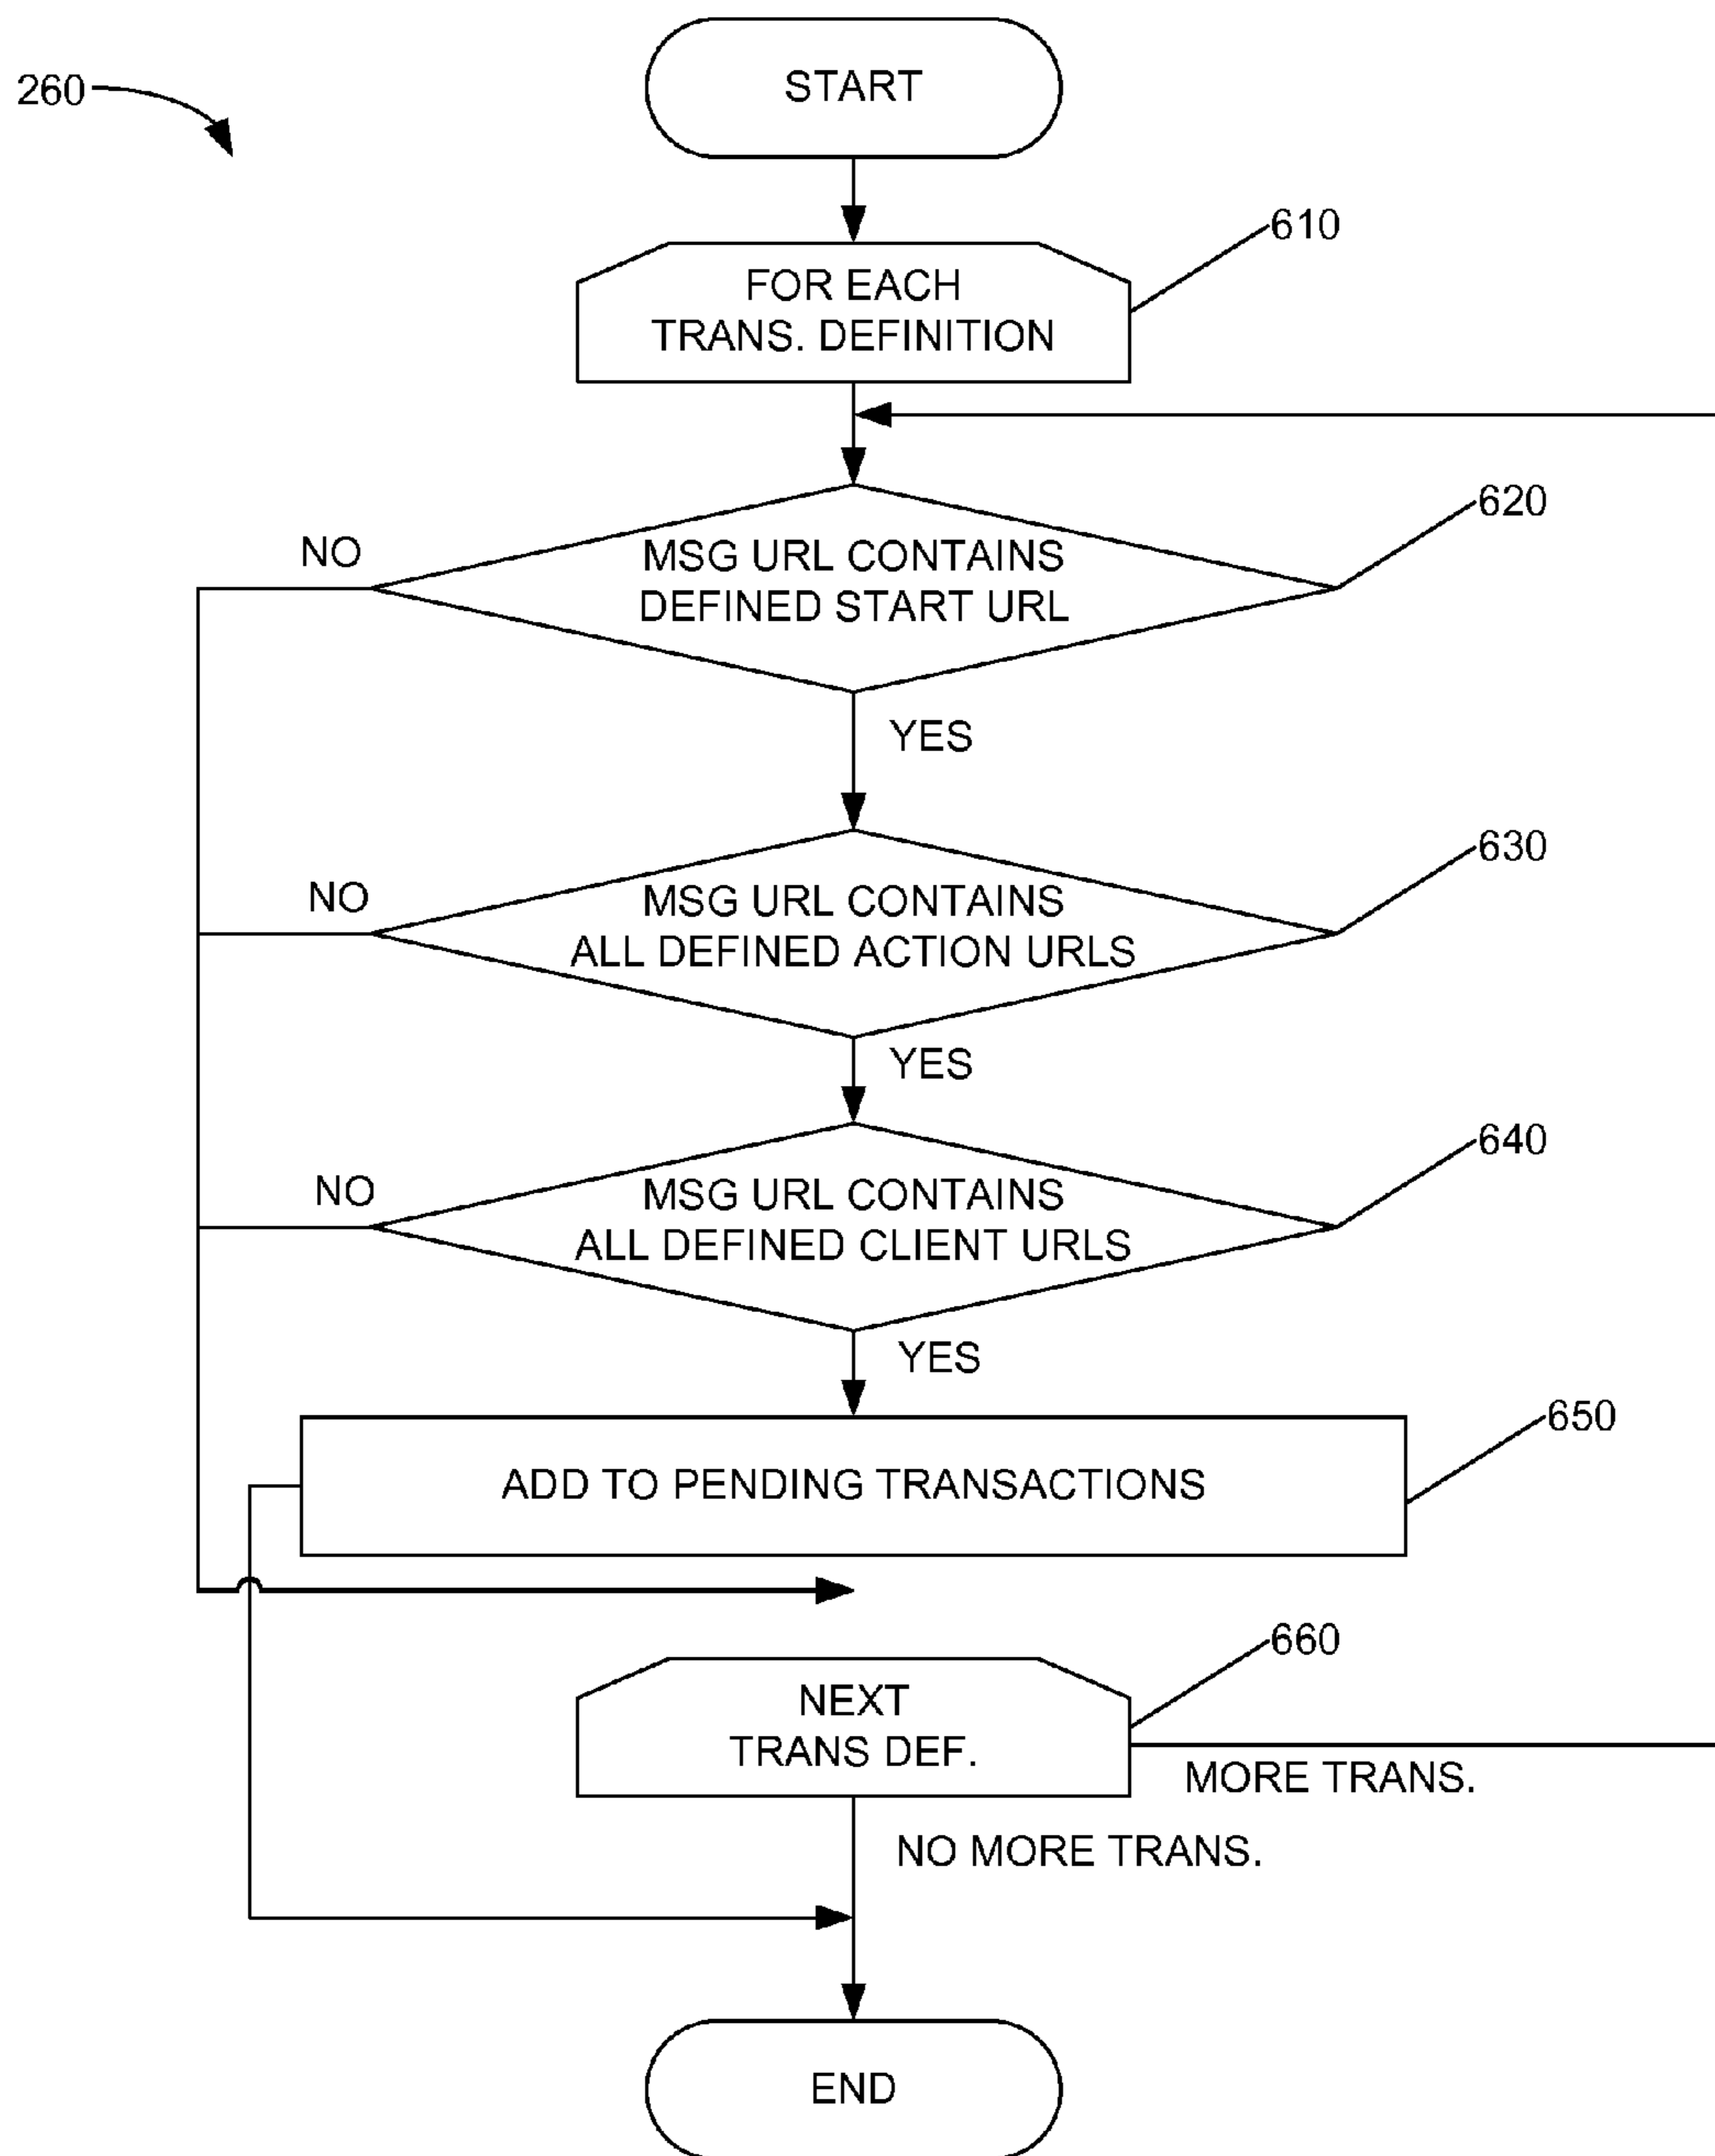 START
260
610
FOR EACH
TRANS. DEFINITION
620
NO
MSG URL CONTAINS
DEFINED START URL
YES
630
NO
MSG URL CONTAINS
ALL DEFINED ACTION URLS
YES
640
NO
MSG URL CONTAINS
ALL DEFINED CLIENT URLS
YES
650
ADD TO PENDING TRANSACTIONS
660
NEXT
TRANS DEF.
MORE TRANS.
NO MORE TRANS.
END